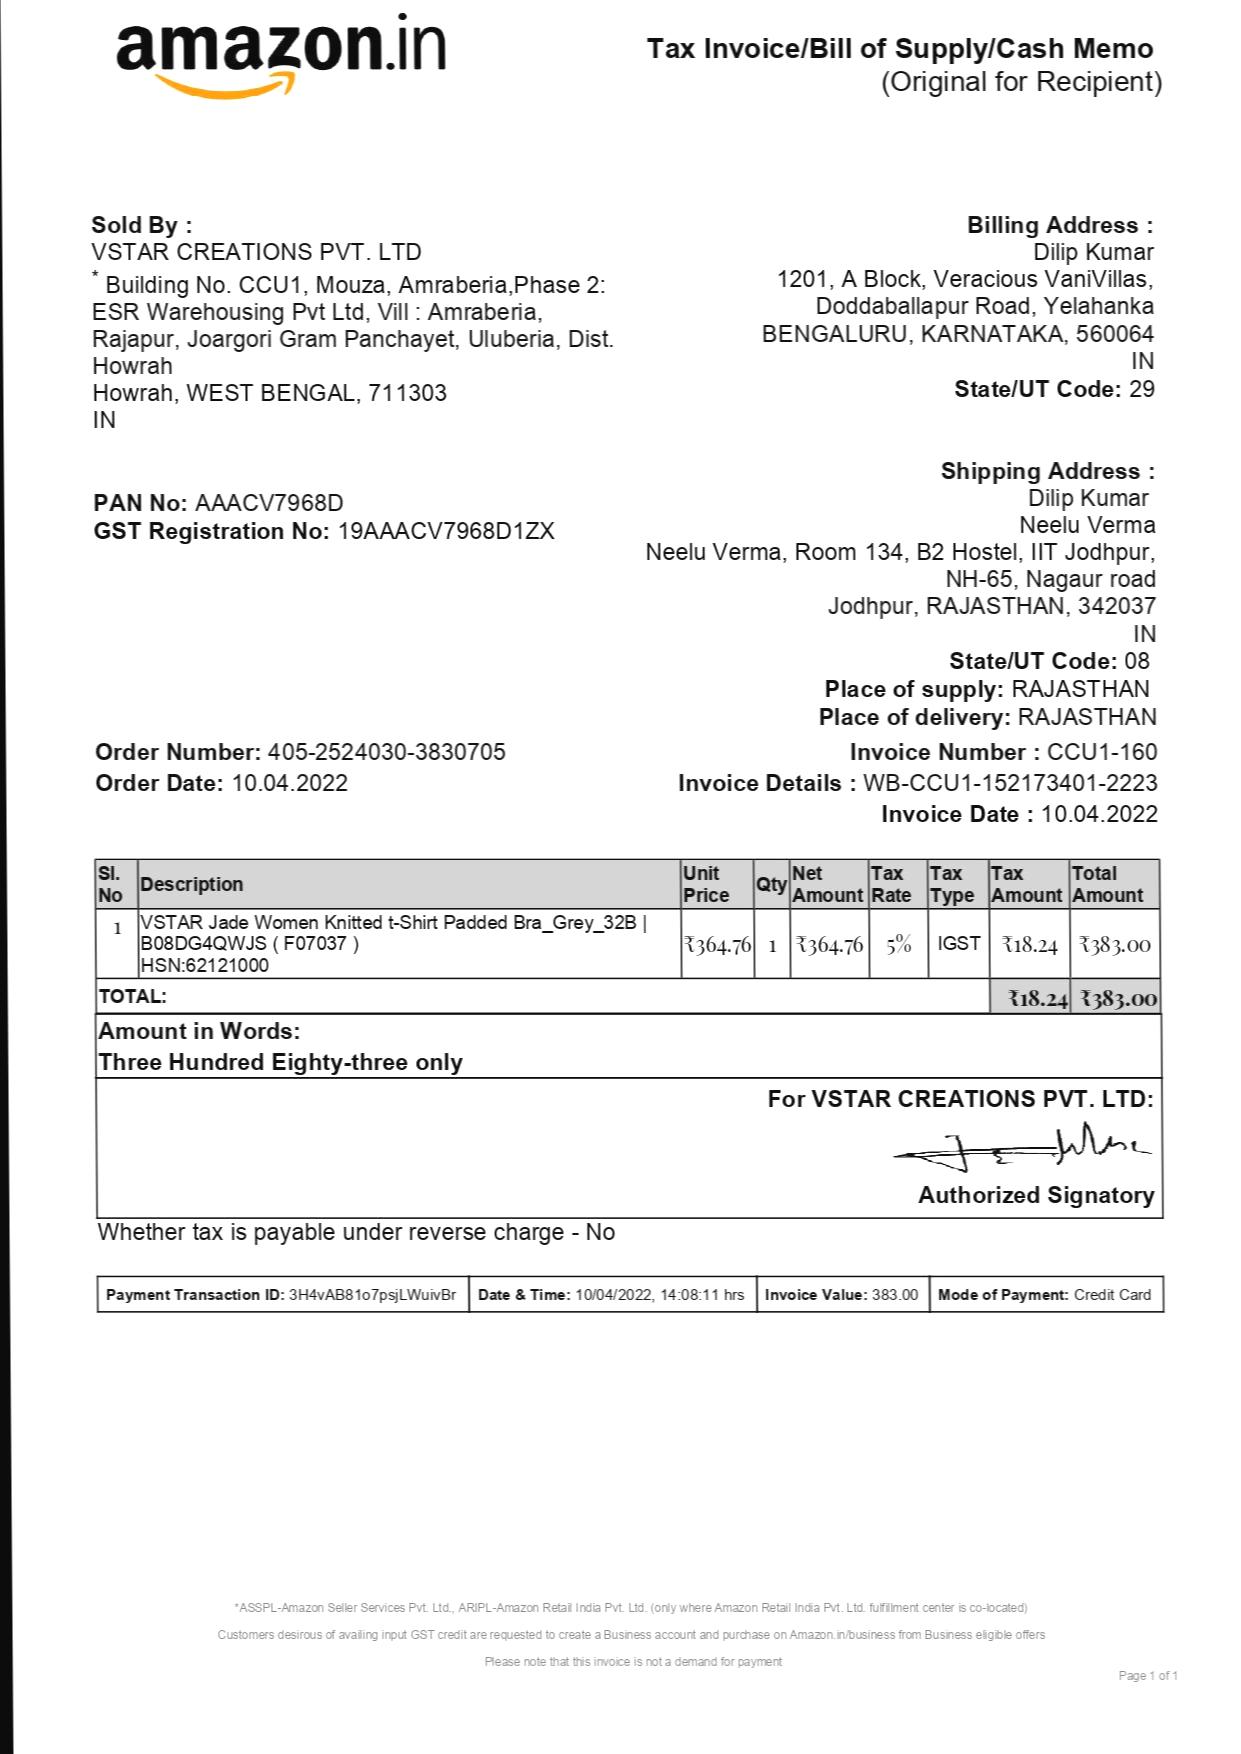 amazon.in
Tax Invoice/Bill of Supply/Cash Memo
(Original for Recipient)
Sold By :
VSTAR CREATIONS PVT. LTD
* Building No. CCU1, Mouza, Amraberia,Phase 2:
ESR Warehousing Pvt Ltd, Vill : Amraberia,
Rajapur, Joargori Gram Panchayet, Uluberia, Dist.
Howrah
Howrah, WEST BENGAL, 711303
IN
Billing Address :
Dilip Kumar
1201, A Block, Veracious VaniVillas,
Doddaballapur Road, Yelahanka
BENGALURU, KARNATAKA, 560064
IN
State/UT Code: 29
PAN No: AAACV7968D
GST Registration No: 19AAACV7968D1ZX
Shipping Address :
Dilip Kumar
Neelu Verma
Neelu Verma, Room 134, B2 Hostel, IIT Jodhpur,
NH-65, Nagaur road
Jodhpur, RAJASTHAN, 342037
IN
State/UT Code: 08
Place of supply: RAJASTHAN
Place of delivery: RAJASTHAN
Order Number: 405-2524030-3830705
Order Date: 10.04.2022
Invoice Number : CCU1-160
Invoice Details : WB-CCU1-152173401-2223
Invoice Date : 10.04.2022
Sl. No Description Unit Price Qty Net Amount Tax Rate Tax Type Tax Amount Total Amount
1 VSTAR Jade Women Knitted t-Shirt Padded Bra_Grey_32B |
B08DG4QWJS ( F07037 )
HSN:62121000
₹364.76 1 ₹364.76 5% IGST ₹18.24 ₹383.00
TOTAL: ₹18.24 ₹383.00
Amount in Words:
Three Hundred Eighty-three only
For VSTAR CREATIONS PVT. LTD:
Authorized Signatory
Whether tax is payable under reverse charge - No
Payment Transaction ID: 3H4vAB81o7psjLWuivBr Date & Time: 10/04/2022, 14:08:11 hrs Invoice Value: 383.00 Mode of Payment: Credit Card
*ASSPL-Amazon Seller Services Pvt. Ltd., ARIPL-Amazon Retail India Pvt. Ltd. (only where Amazon Retail India Pvt. Ltd. fulfillment center is co-located)
Customers desirous of availing input GST credit are requested to create a Business account and purchase on Amazon.in/business from Business eligible offers
Please note that this invoice is not a demand for payment
Page 1 of 1